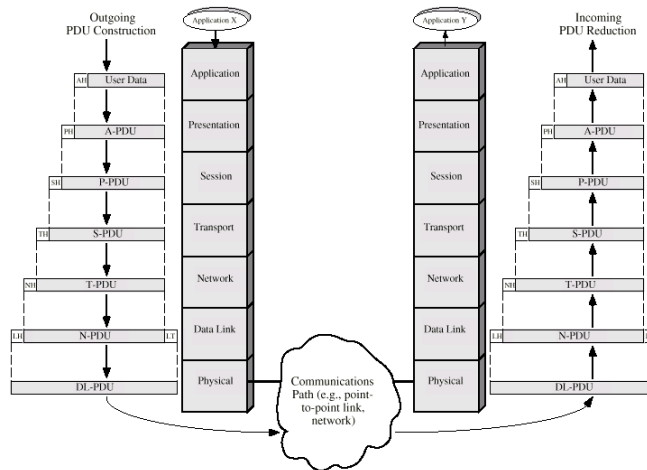 Outgoing
PDU Construction
AH User Data
PH A-PDU
SH P-PDU
TH S-PDU
NH T-PDU
LH N-PDU LT
DL-PDU
Application X
Application
Presentation
Session
Transport
Network
Data Link
Physical
Communications
Path (e.g., point-
to-point link,
network)
Application Y
Application
Presentation
Session
Transport
Network
Data Link
Physical
Incoming
PDU Reduction
AH User Data
PH A-PDU
SH P-PDU
TH S-PDU
NH T-PDU
LH N-PDU
DL-PDU